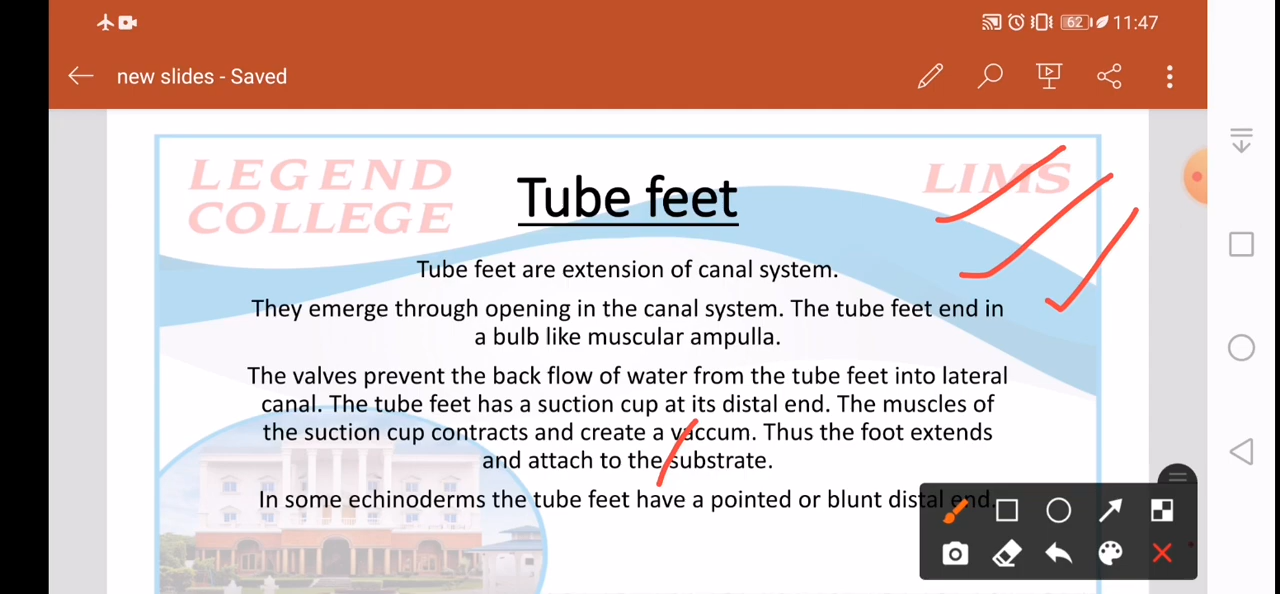 62 11:47
new slides - Saved
LEGEND LIMS
COLLEGE
Tube feet
Tube feet are extension of canal system.
They emerge through opening in the canal system. The tube feet end in
a bulb like muscular ampulla.
The valves prevent the back flow of water from the tube feet into lateral
canal. The tube feet has a suction cup at its distal end. The muscles of
the suction cup contracts and create a vaccum. Thus the foot extends
and attach to the substrate.
In some echinoderms the tube feet have a pointed or blunt distal end.